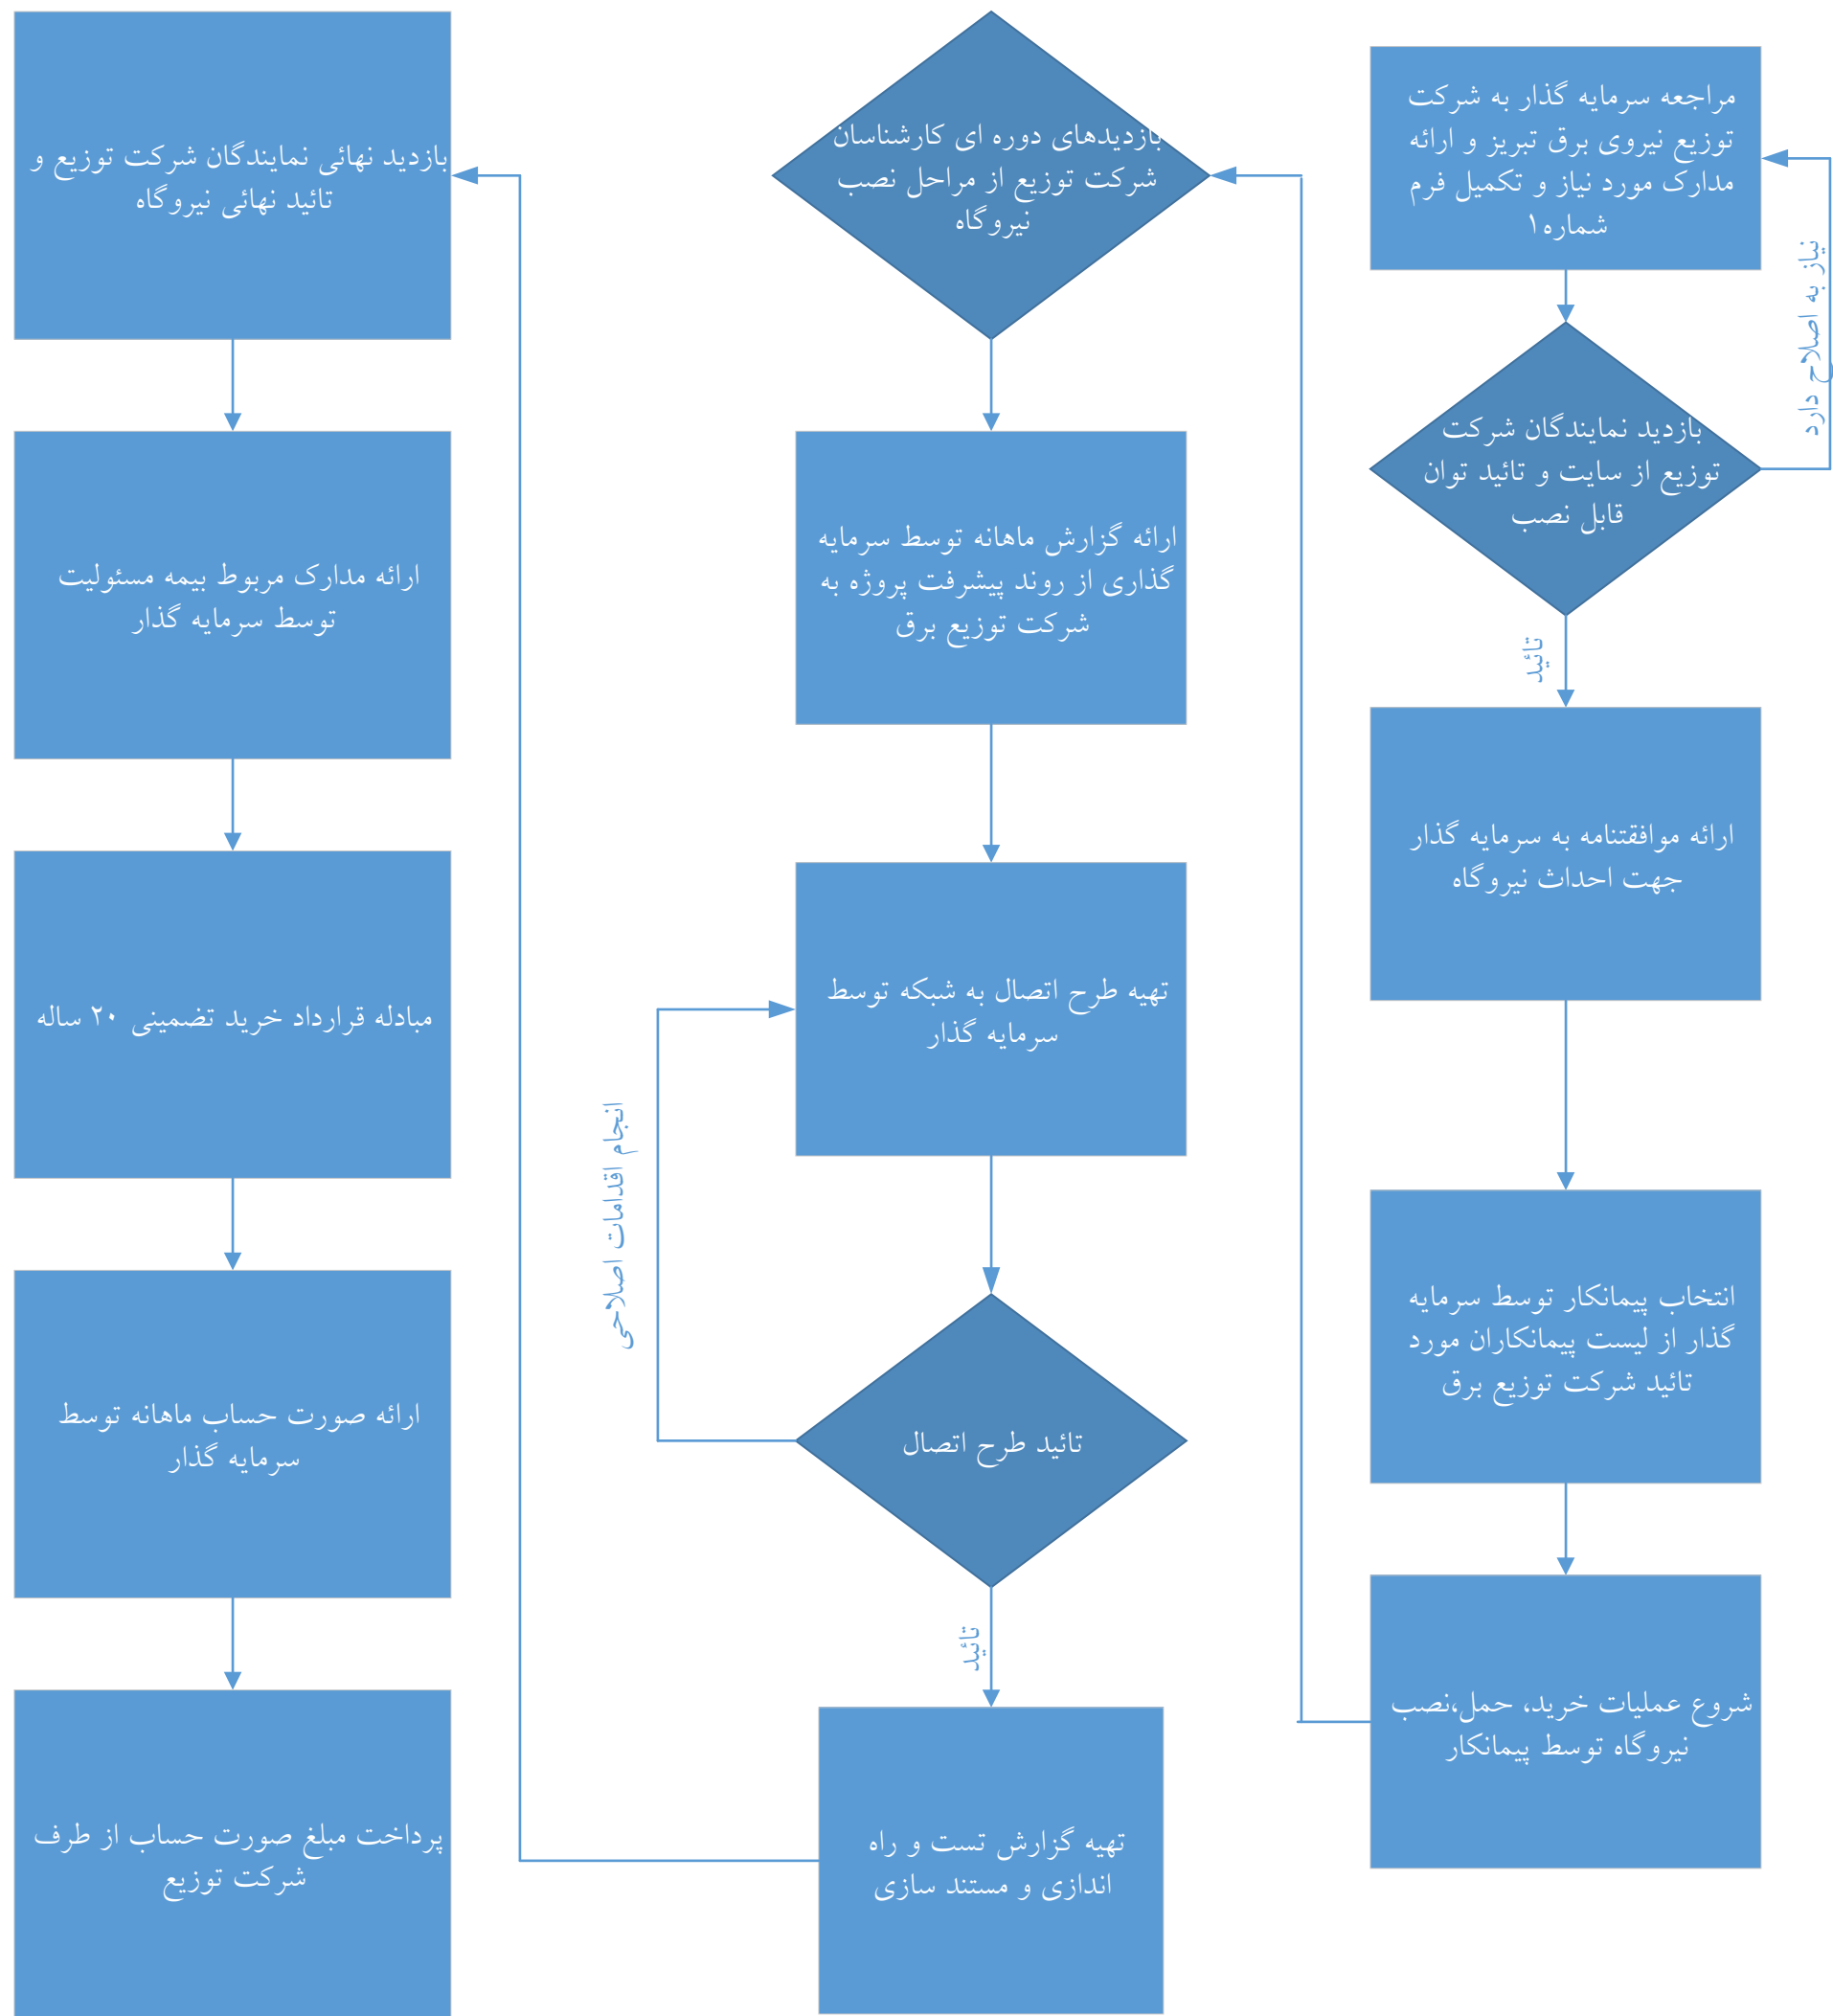 مراجعه سرمایه گذار به شرکت
توزیع نیروی برق تبریز و ارائه
مدارک مورد نیاز و تکمیل فرم
شماره۱
نیاز به اصلاح دارد
بازدید نمایندگان شرکت
توزیع از سایت و تائید توان
قابل نصب
تائید
ارائه موافقتنامه به سرمایه گذار
جهت احداث نیروگاه
انتخاب پیمانکار توسط سرمایه
گذار از لیست پیمانکاران مورد
تائید شرکت توزیع برق
شروع عملیات خرید، حمل،نصب
نیروگاه توسط پیمانکار
بازدیدهای دوره ای کارشناسان
شرکت توزیع از مراحل نصب
نیروگاه
ارائه گزارش ماهانه توسط سرمایه
گذاری از روند پیشرفت پروژه به
شرکت توزیع برق
تهیه طرح اتصال به شبکه توسط
سرمایه گذار
انجام اقدامات اصلاحی
تائید طرح اتصال
تائید
تهیه گزارش تست و راه
اندازی و مستند سازی
بازدید نهائی نمایندگان شرکت توزیع و
تائید نهائی نیروگاه
ارائه مدارک مربوط بیمه مسئولیت
توسط سرمایه گذار
مبادله قرارداد خرید تضمینی ۲۰ ساله
ارائه صورت حساب ماهانه توسط
سرمایه گذار
پرداخت مبلغ صورت حساب از طرف
شرکت توزیع